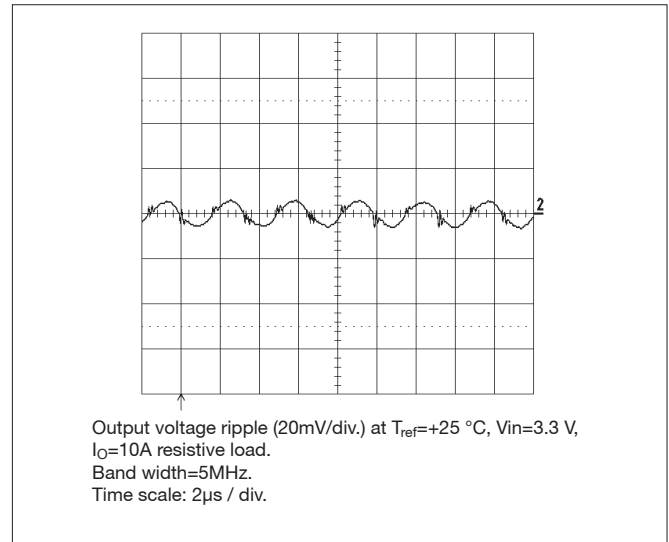 2
Output voltage ripple (20mV/div.) at Tref=+25 °C, Vin=3.3 V,
IO=10A resistive load.
Band width=5MHz.
Time scale: 2µs / div.